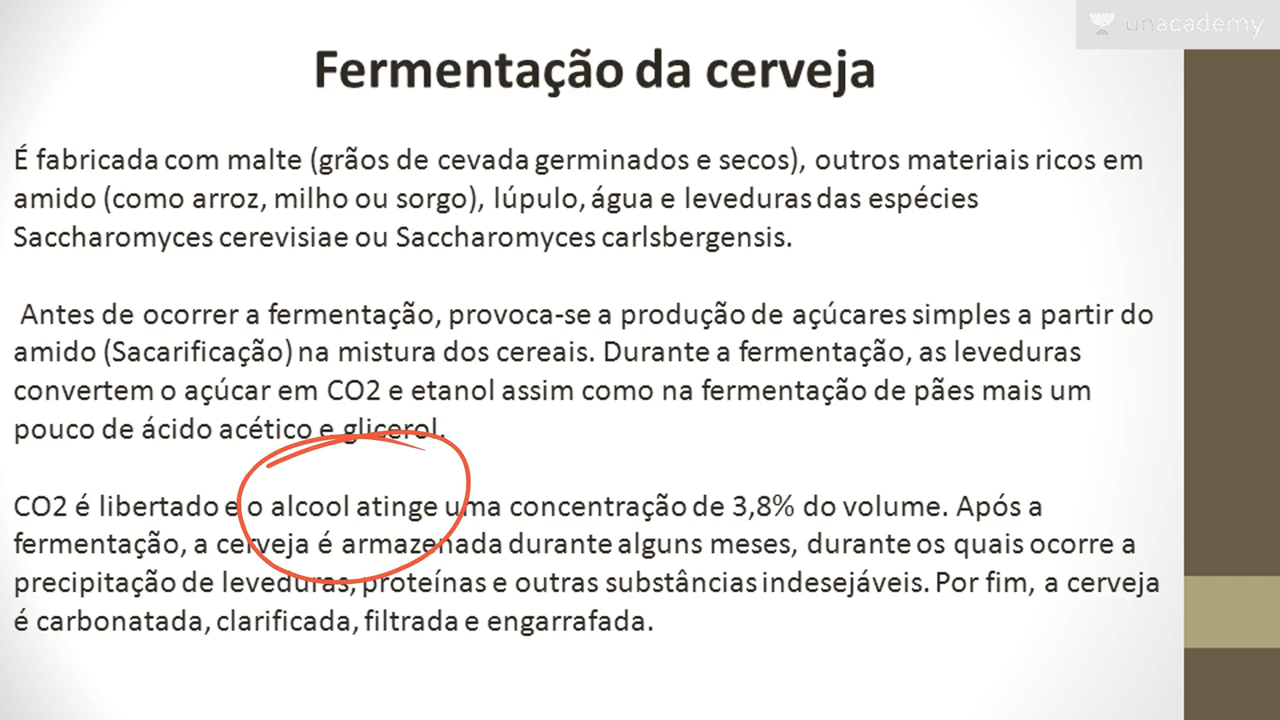 unacademy
Fermentação da cerveja
É fabricada com malte (grãos de cevada germinados e secos), outros materiais ricos em
amido (como arroz, milho ou sorgo), lúpulo, água e leveduras das espécies
Saccharomyces cerevisiae ou Saccharomyces carlsbergensis.
Antes de ocorrer a fermentação, provoca-se a produção de açúcares simples a partir do
amido (Sacarificação) na mistura dos cereais. Durante a fermentação, as leveduras
convertem o açúcar em CO2 e etanol assim como na fermentação de pães mais um
pouco de ácido acético e glicerol.
CO2 é libertado e o alcool atinge uma concentração de 3,8% do volume. Após a
fermentação, a cerveja é armazenada durante alguns meses, durante os quais ocorre a
precipitação de leveduras, proteínas e outras substâncias indesejáveis. Por fim, a cerveja
é carbonatada, clarificada, filtrada e engarrafada.